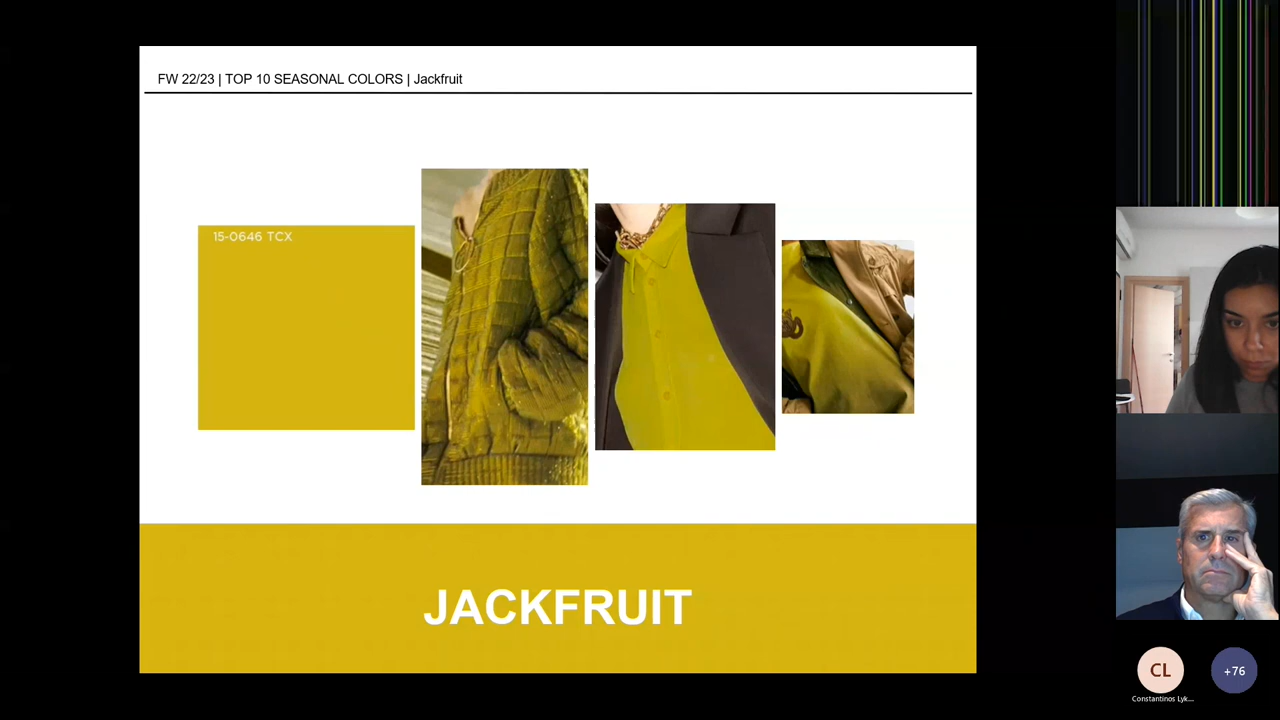 FW 22/23 | TOP 10 SEASONAL COLORS | Jackfruit
15-0646 TCX
JACKFRUIT
CL
+76
Constantinos Lyk...